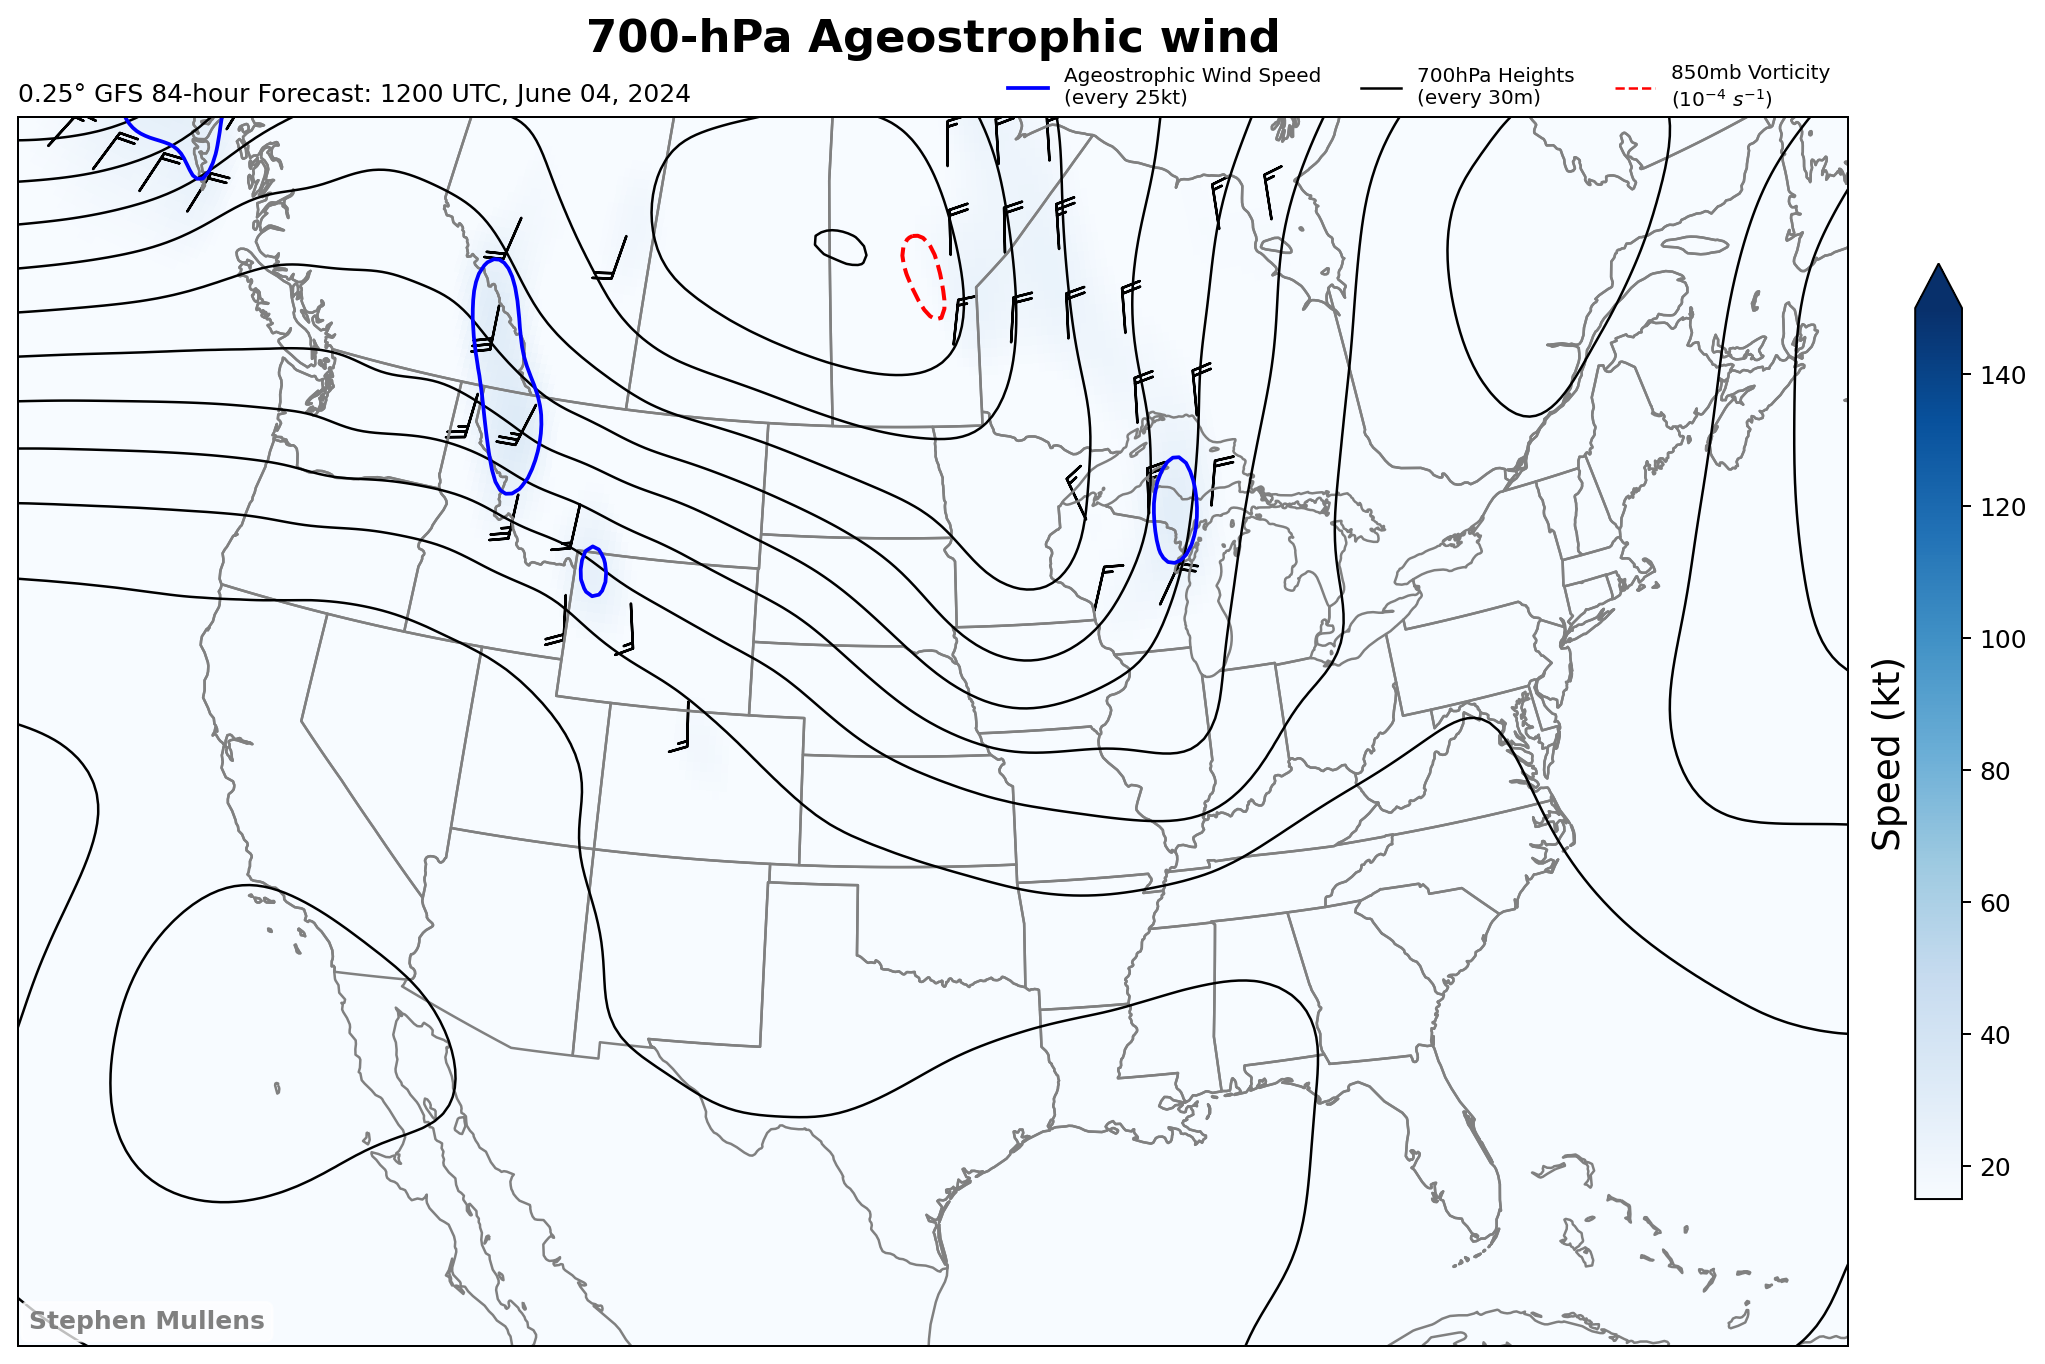 700-hPa Ageostrophic wind
0.25° GFS 84-hour Forecast: 1200 UTC, June 04, 2024
Ageostrophic Wind Speed
(every 25kt)
700hPa Heights
(every 30m)
850mb Vorticity
(10⁻⁴ s⁻¹)
140
120
100
80
60
40
20
Speed (kt)
Stephen Mullens